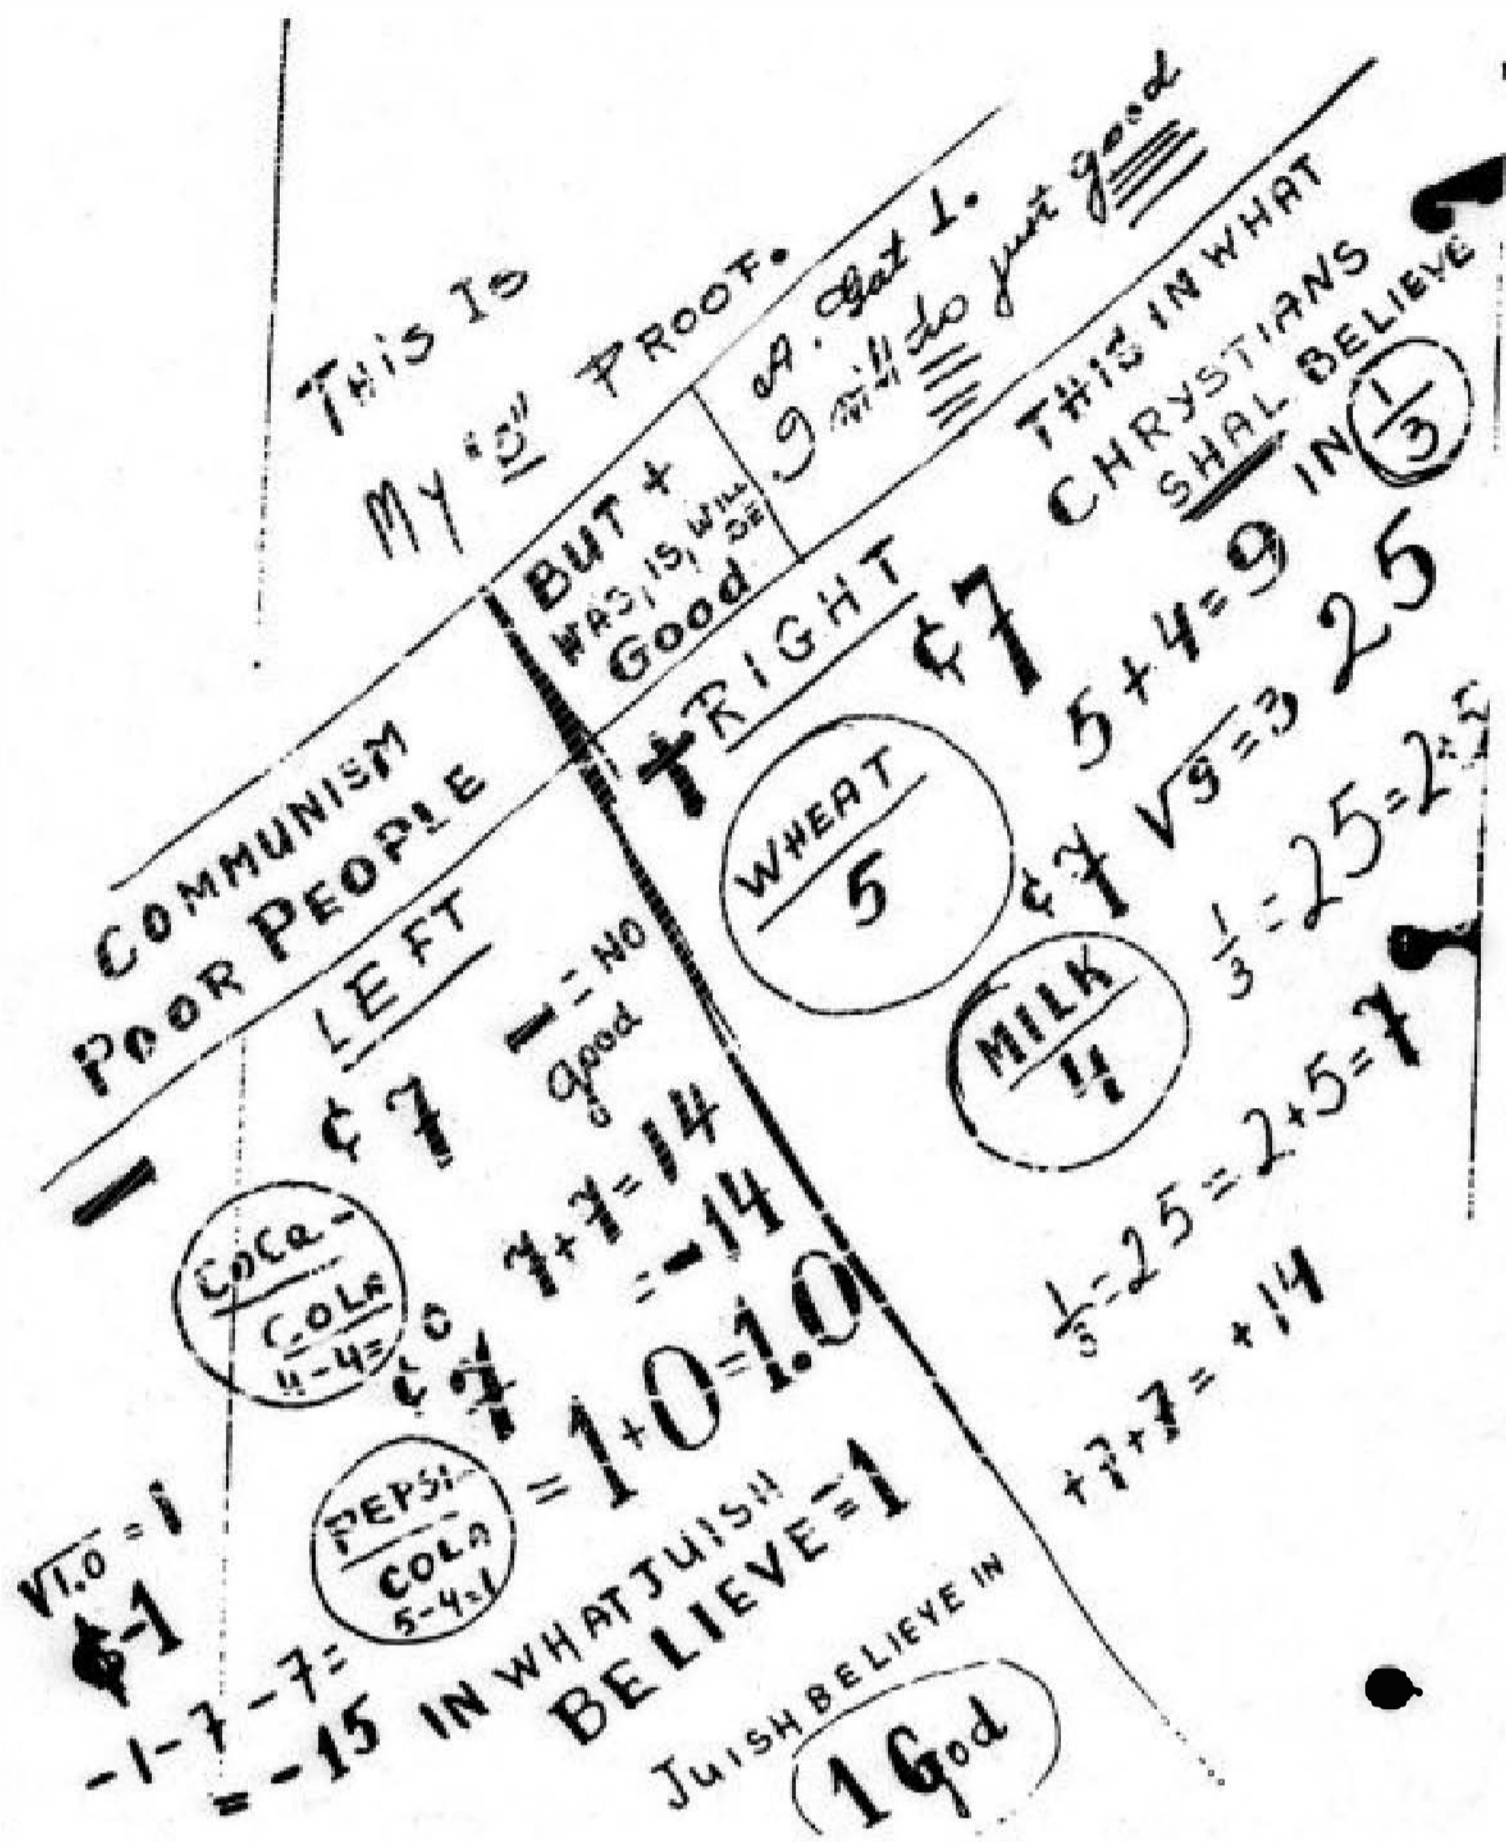 THIS IS
MY "O" PROOF.
A. Gat 1.
I will do just good
BUT +
WAS, IS, WILL
BE
GOOD
COMMUNISM
POOR PEOPLE
LEFT
— = NO
good
¢ 7
—
COCA -
COLA
4-4=
0
¢ 7
7+7=14
= -14
PEPSI-
COLA
5-4=1
= 1+0=1.0
√1.0 = 1
¢-1
-1-7-7=
= -15 IN WHAT JUISH
BELIEVE = 1
JUISH BELIEVE IN
1 God
+ RIGHT
THIS IN WHAT
CHRYSTIANS
SHAL BELIEVE
IN 1/3
¢ 7
WHEAT
5
5+4=9
√9=3
25
¢ 7
MILK
4
1/3 = 25 = 2+5
1/3 = 25 = 2+5=7
+7+7= +14